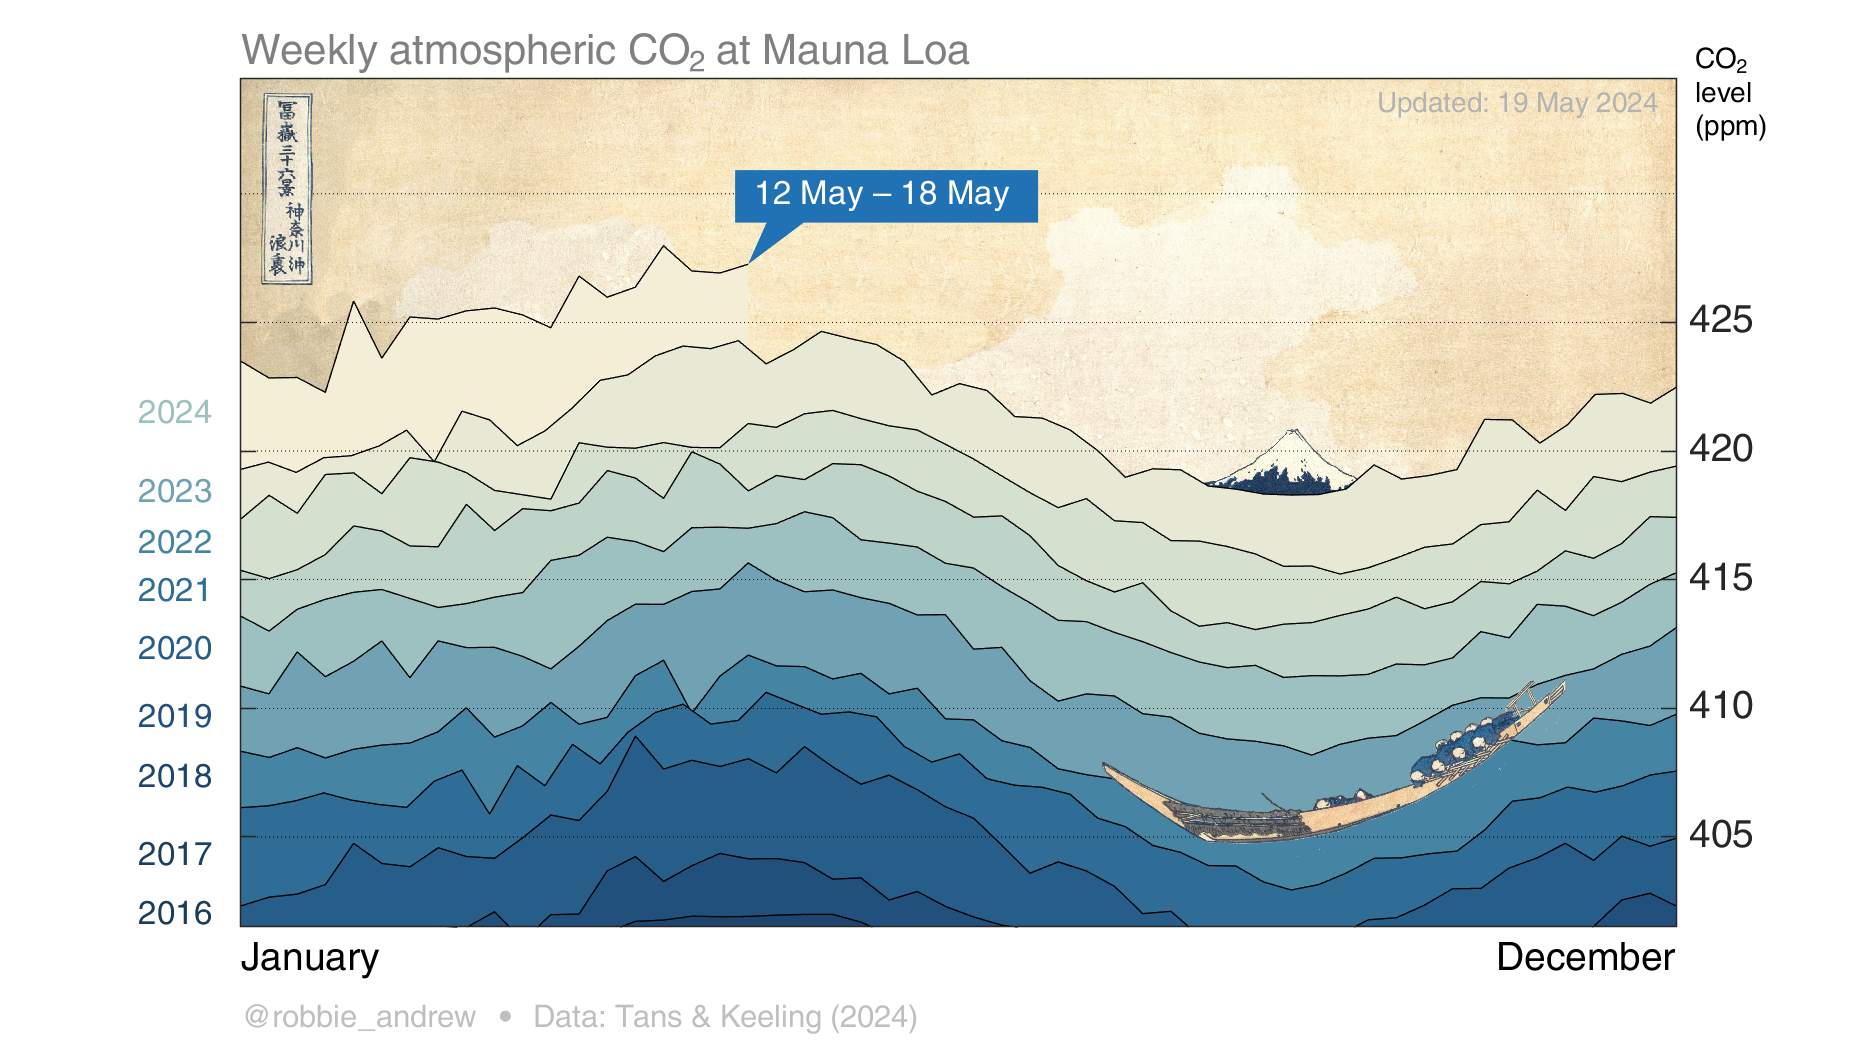 Weekly atmospheric CO₂ at Mauna Loa
CO₂
level
(ppm)
Updated: 19 May 2024
冨嶽三十六景
神奈川沖
浪裏
12 May – 18 May
425
420
415
410
405
2024
2023
2022
2021
2020
2019
2018
2017
2016
January
December
@robbie_andrew • Data: Tans & Keeling (2024)